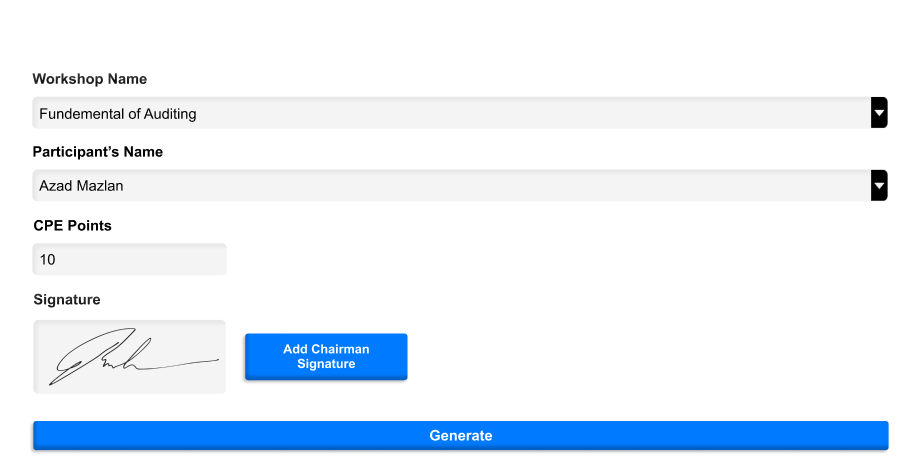 Workshop Name
Fundemental of Auditing
Participant's Name
Azad Mazlan
CPE Points
10
Signature
Add Chairman
Signature
Generate